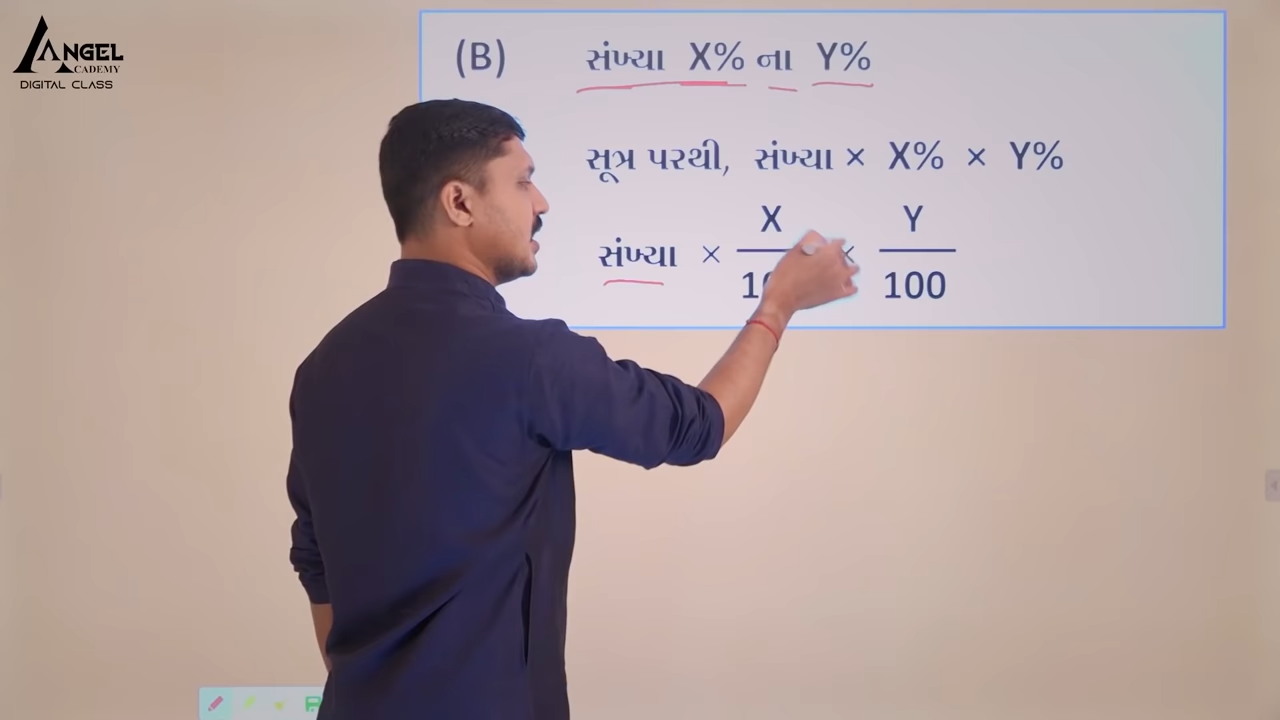 ANGEL
ACADEMY
DIGITAL CLASS
(B) સંખ્યા X% ના Y%
સૂત્ર પરથી, સંખ્યા × X% × Y%
X Y
સંખ્યા × ×
100